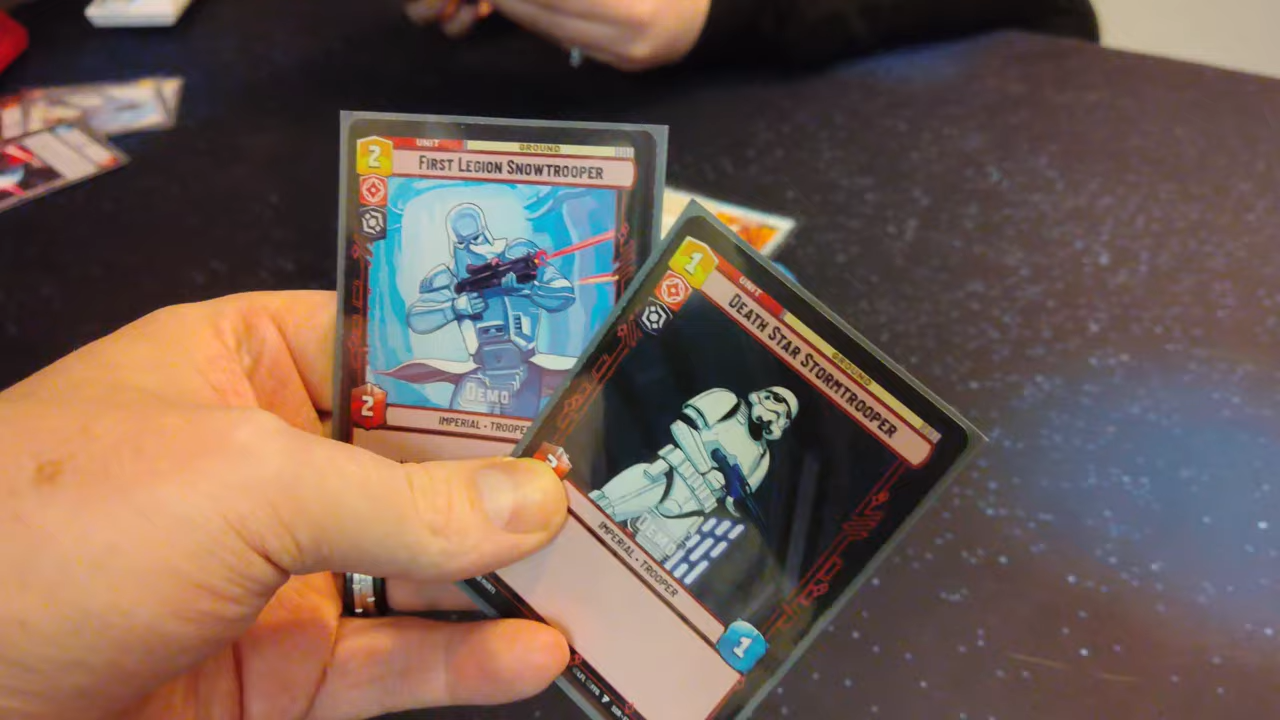 UNIT
GROUND
2
FIRST LEGION SNOWTROOPER
DEMO
2
IMPERIAL • TROOPER
1
UNIT
GROUND
DEATH STAR STORMTROOPER
DEMO
IMPERIAL • TROOPER
1